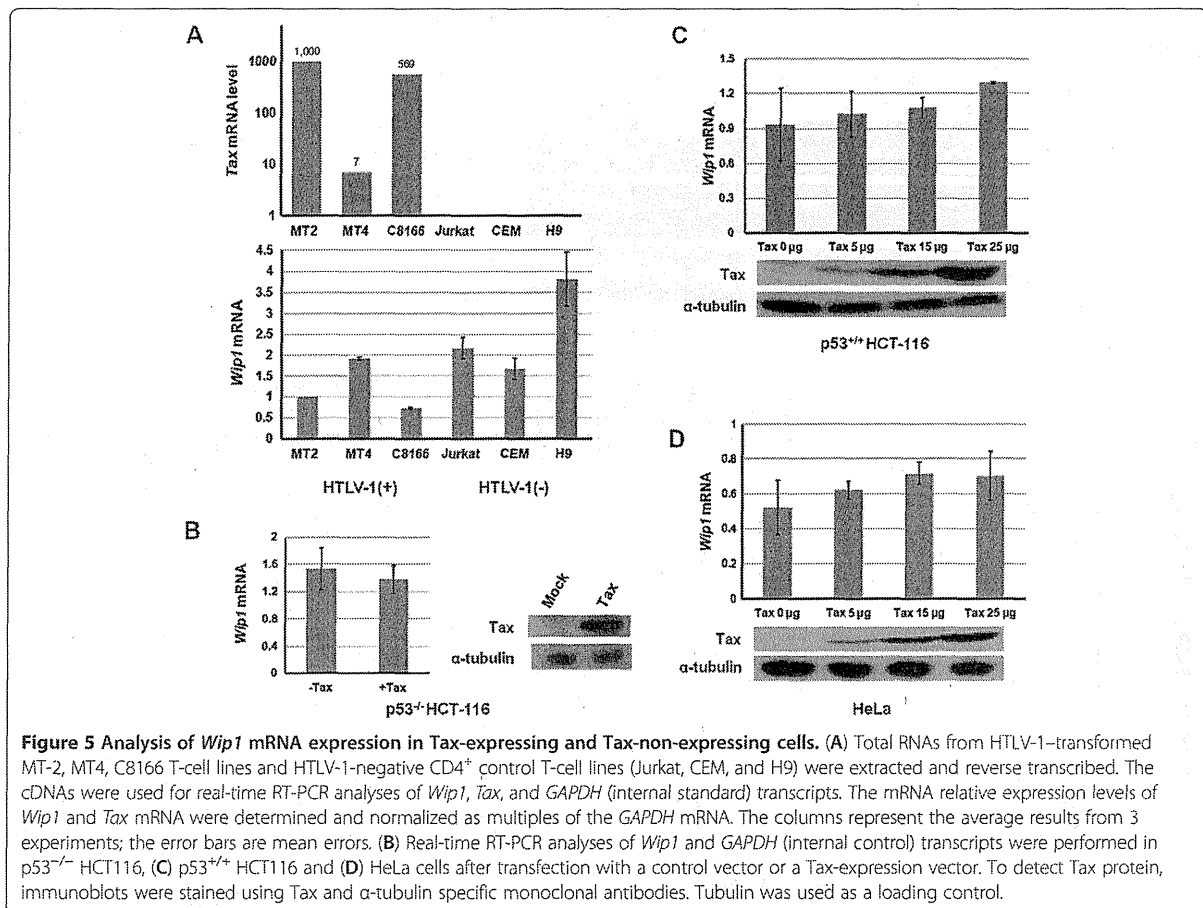 A
1,000
569
7
Tax mRNA level
1000
100
10
1
MT2 MT4 C8166 Jurkat CEM H9
Wip1 mRNA
4.5
4
3.5
3
2.5
2
1.5
1
0.5
0
MT2 MT4 C8166 Jurkat CEM H9
HTLV-1(+) HTLV-1(-)
B
Wip1 mRNA
2
1.6
1.2
0.8
0.4
0
-Tax +Tax
Mock Tax
Tax
α-tubulin
p53-/- HCT-116
C
Wip1 mRNA
1.5
1.2
0.9
0.6
0.3
0
Tax 0 µg Tax 5 µg Tax 15 µg Tax 25 µg
Tax
α-tubulin
p53+/+ HCT-116
D
Wip1 mRNA
1
0.8
0.6
0.4
0.2
0
Tax 0 µg Tax 5 µg Tax 15 µg Tax 25 µg
Tax
α-tubulin
HeLa
Figure 5 Analysis of Wip1 mRNA expression in Tax-expressing and Tax-non-expressing cells. (A) Total RNAs from HTLV-1–transformed
MT-2, MT4, C8166 T-cell lines and HTLV-1-negative CD4+ control T-cell lines (Jurkat, CEM, and H9) were extracted and reverse transcribed. The
cDNAs were used for real-time RT-PCR analyses of Wip1, Tax, and GAPDH (internal standard) transcripts. The mRNA relative expression levels of
Wip1 and Tax mRNA were determined and normalized as multiples of the GAPDH mRNA. The columns represent the average results from 3
experiments; the error bars are mean errors. (B) Real-time RT-PCR analyses of Wip1 and GAPDH (internal control) transcripts were performed in
p53−/− HCT116, (C) p53+/+ HCT116 and (D) HeLa cells after transfection with a control vector or a Tax-expression vector. To detect Tax protein,
immunoblots were stained using Tax and α-tubulin specific monoclonal antibodies. Tubulin was used as a loading control.